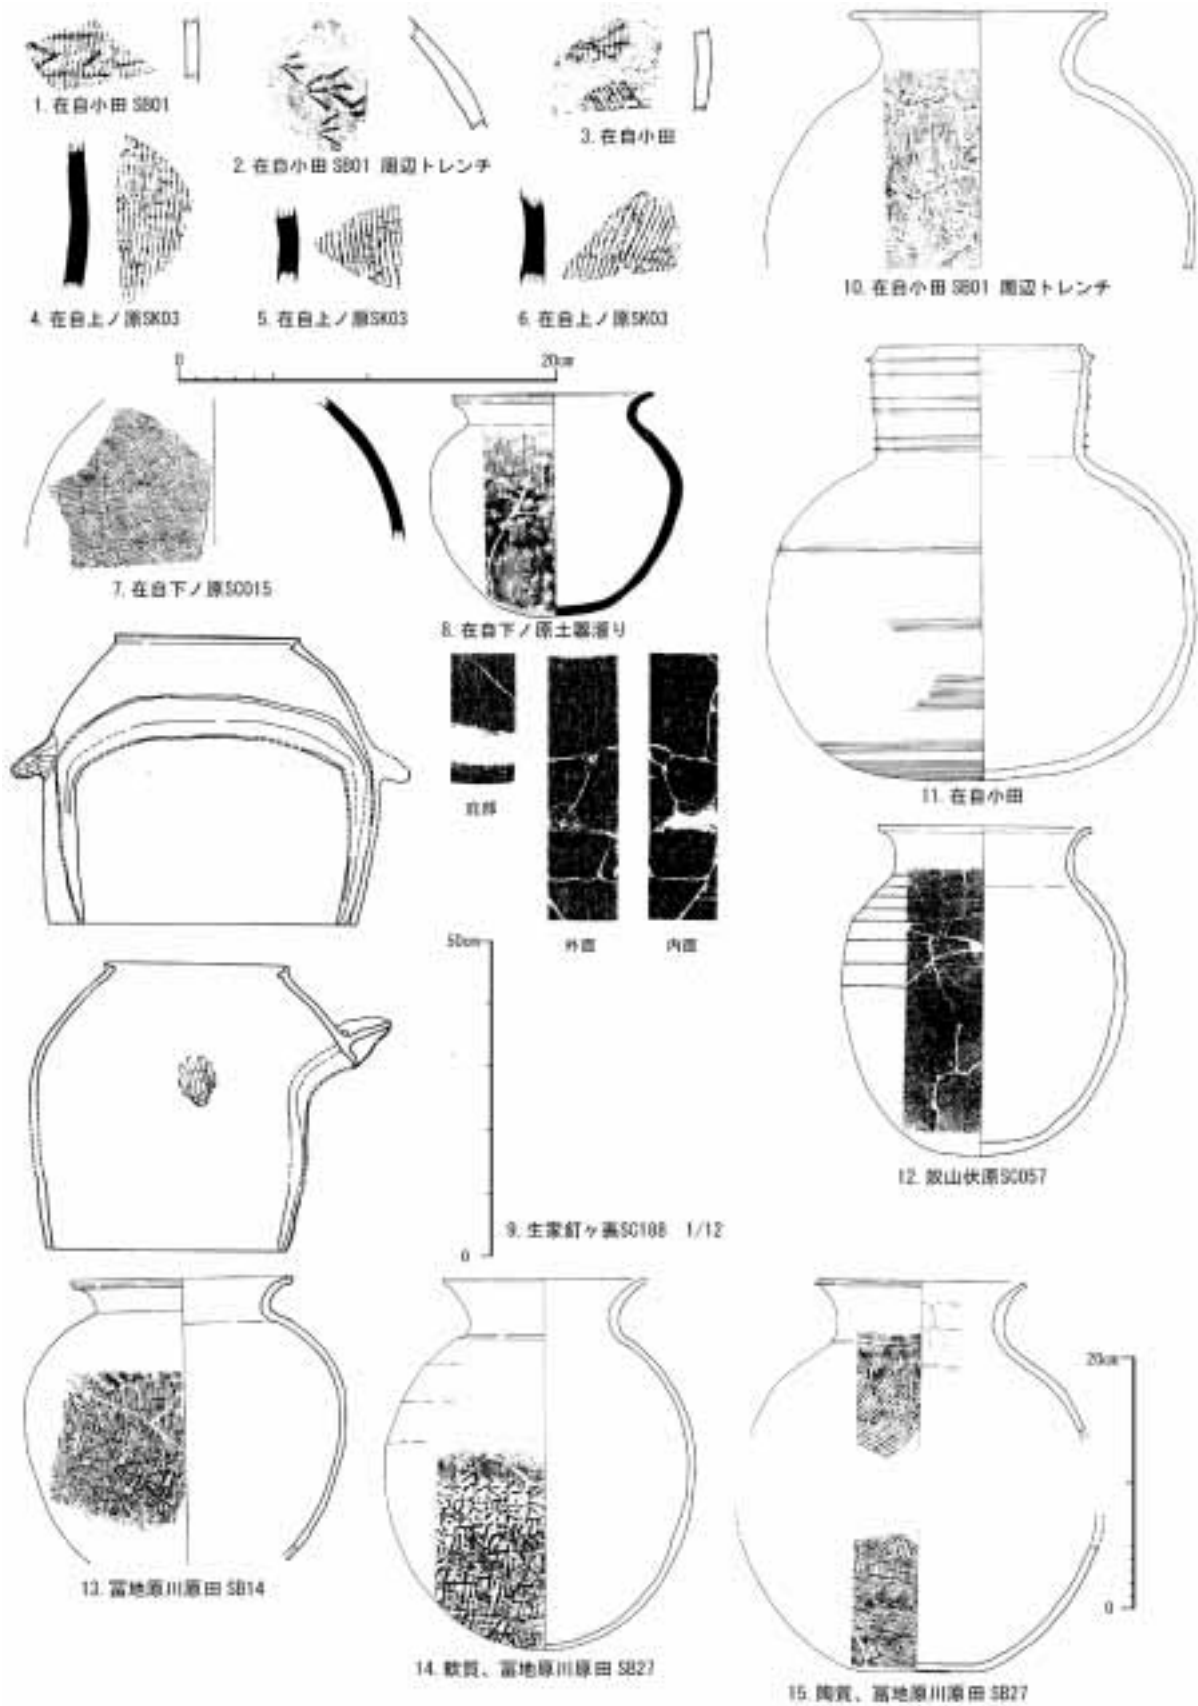 1. 在自小田 SB01
2. 在自小田 SB01 周辺トレンチ
3. 在自小田
4. 在自上ノ原SK03
5. 在自上ノ原SK03
6. 在自上ノ原SK03
10. 在自小田 SB01 周辺トレンチ
0 20cm
7. 在自下ノ原SC015
8. 在自下ノ原土器溜り
底部
外面
内面
11. 在自小田
50cm
0
9. 生家釘ヶ裏SC188 1/12
12. 奴山伏原SC057
13. 冨地原川原田 SB14
14. 軟質、冨地原川原田 SB27
20cm
0
15. 陶質、冨地原川原田 SB27